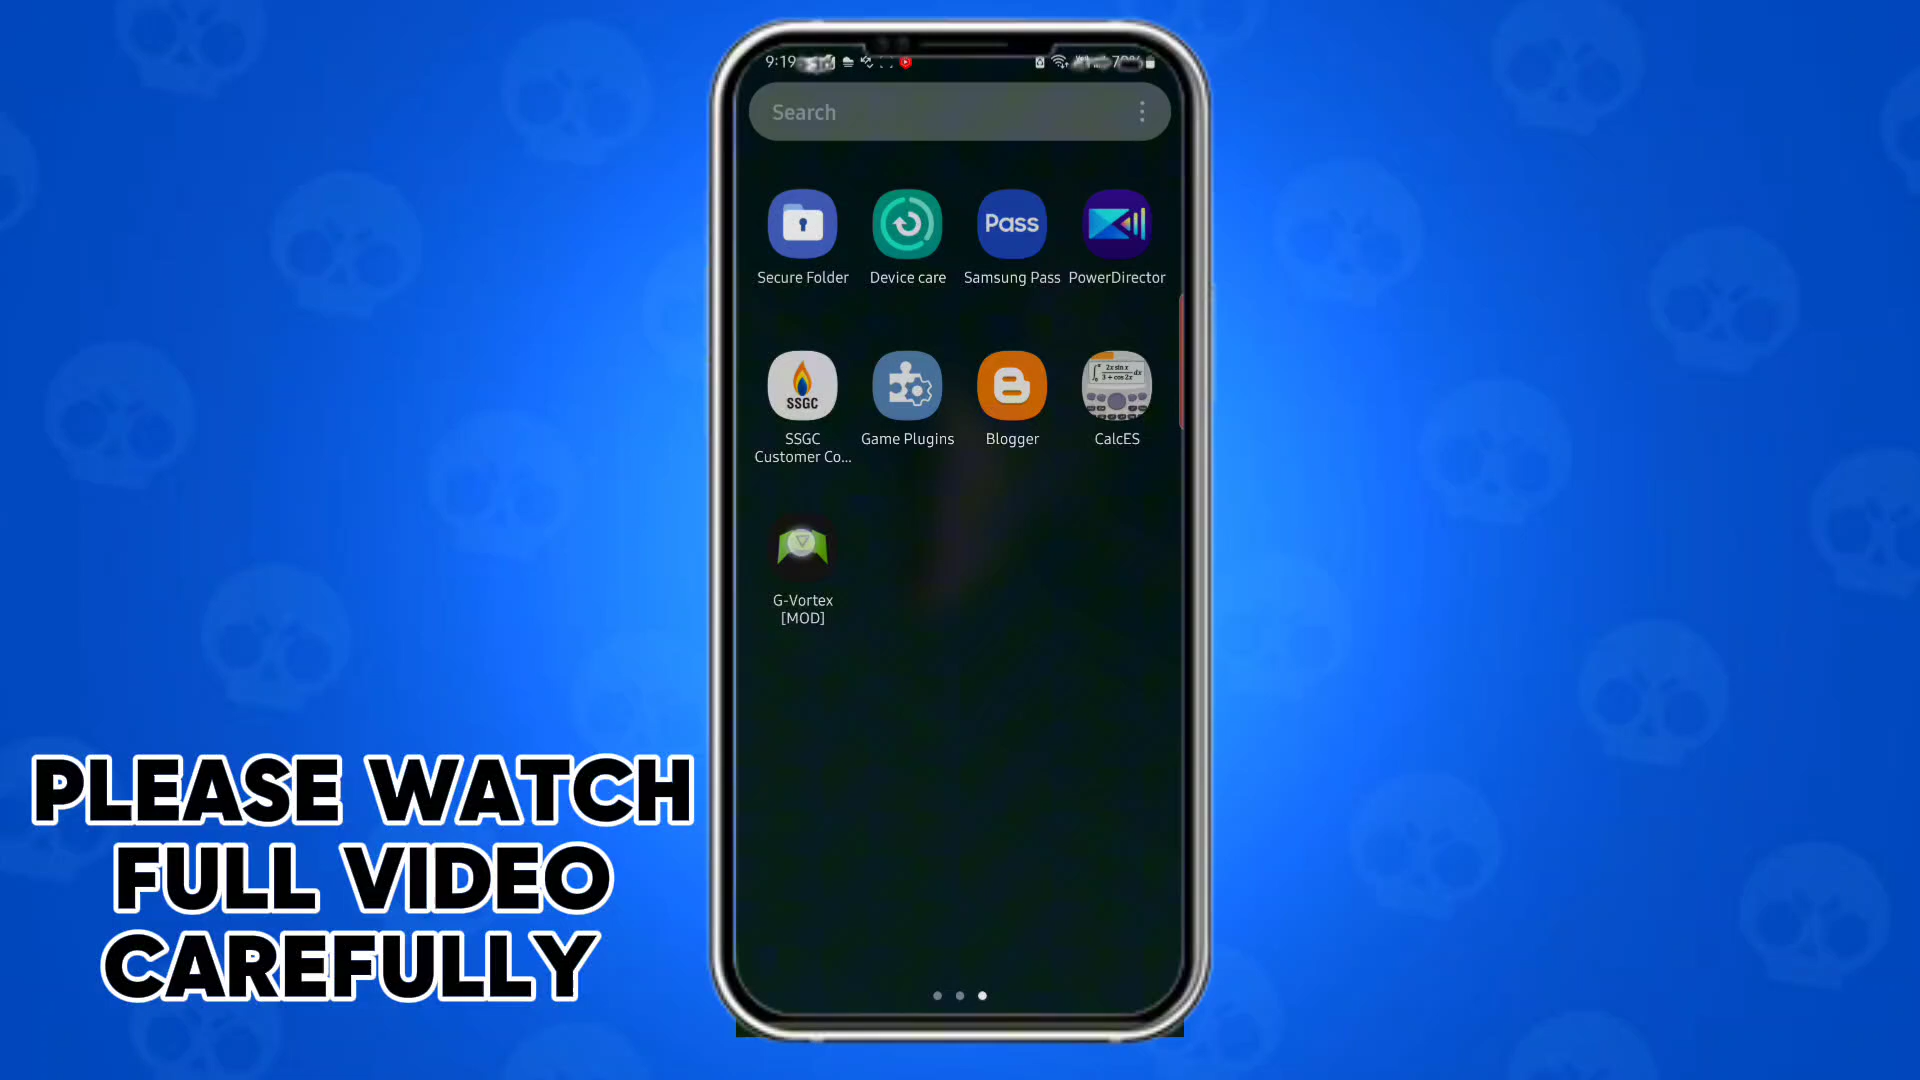 9:19
Search
Pass
Secure Folder Device care Samsung Pass PowerDirector
SSGC
SSGC Game Plugins Blogger CalcES
Customer Co...
G-Vortex
[MOD]
PLEASE WATCH
FULL VIDEO
CAREFULLY